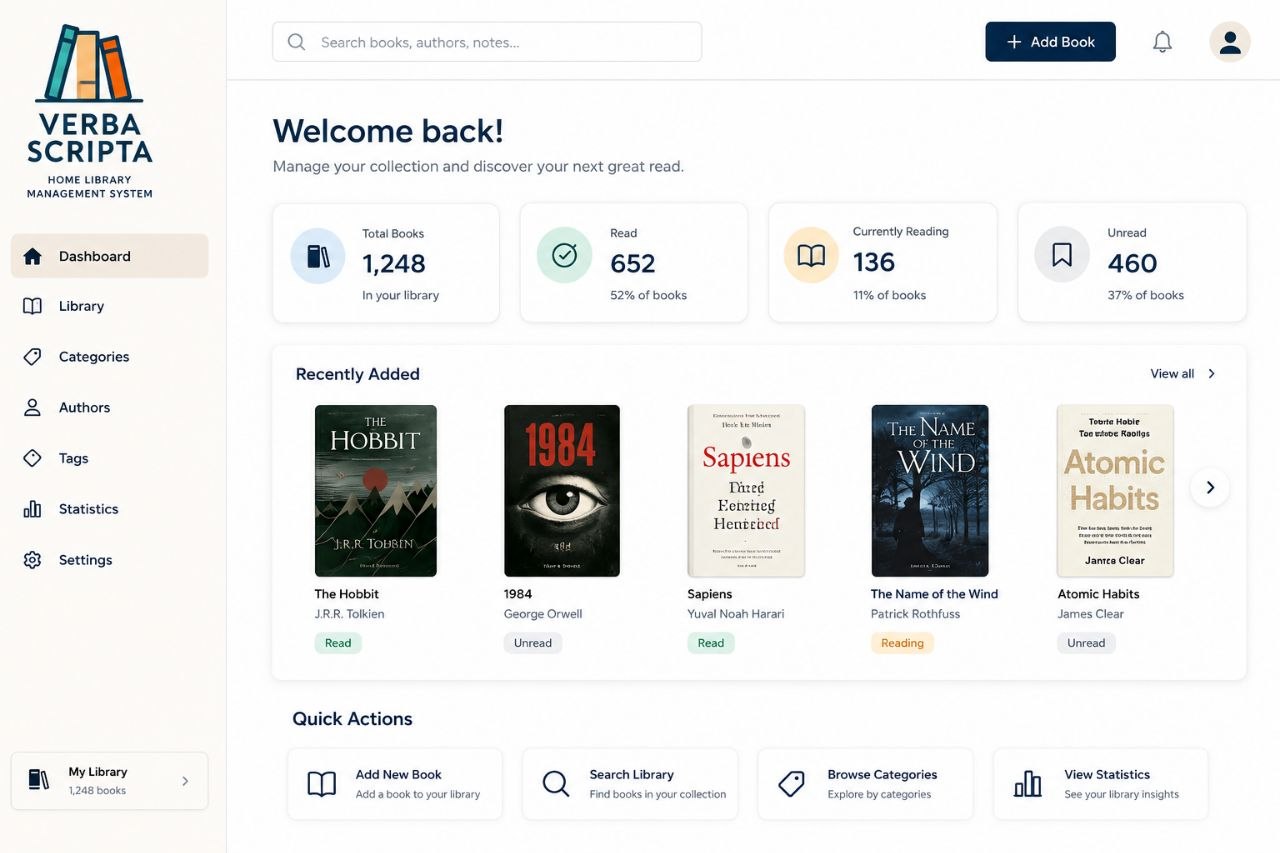 VERBA
SCRIPTA
HOME LIBRARY
MANAGEMENT SYSTEM
Dashboard
Library
Categories
Authors
Tags
Statistics
Settings
My Library
1,248 books
Search books, authors, notes...
Add Book
Welcome back!
Manage your collection and discover your next great read.
Total Books
1,248
In your library
Read
652
52% of books
Currently Reading
136
11% of books
Unread
460
37% of books
Recently Added
View all
THE
HOBBIT
The Hobbit
J.R.R. Tolkien
Read
1984
1984
George Orwell
Unread
Sapiens
Sapiens
Yuval Noah Harari
Read
THE NAME
OF THE
WIND
The Name of the Wind
Patrick Rothfuss
Reading
Atomic
Habits
Clear
Atomic Habits
James Clear
Unread
Quick Actions
Add New Book
Add a book to your library
Search Library
Find books in your collection
Browse Categories
Explore by categories
View Statistics
See your library insights